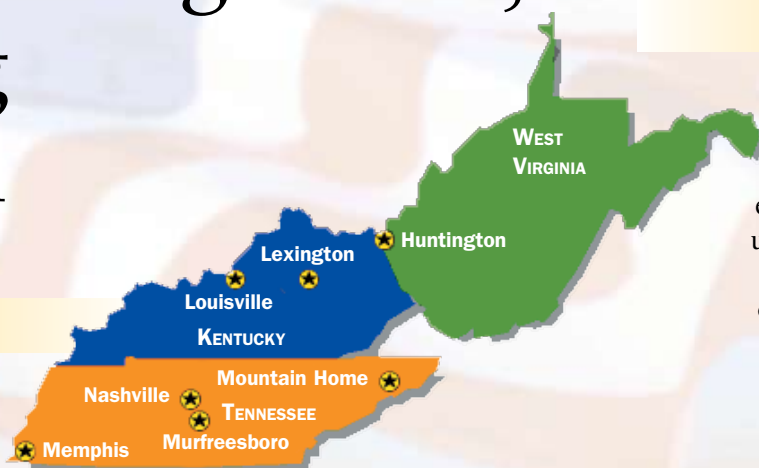 g
,
g
WEST
VIRGINIA
Huntington
Lexington
Louisville
KENTUCKY
Mountain Home
Nashville
TENNESSEE
Murfreesboro
Memphis
e
u